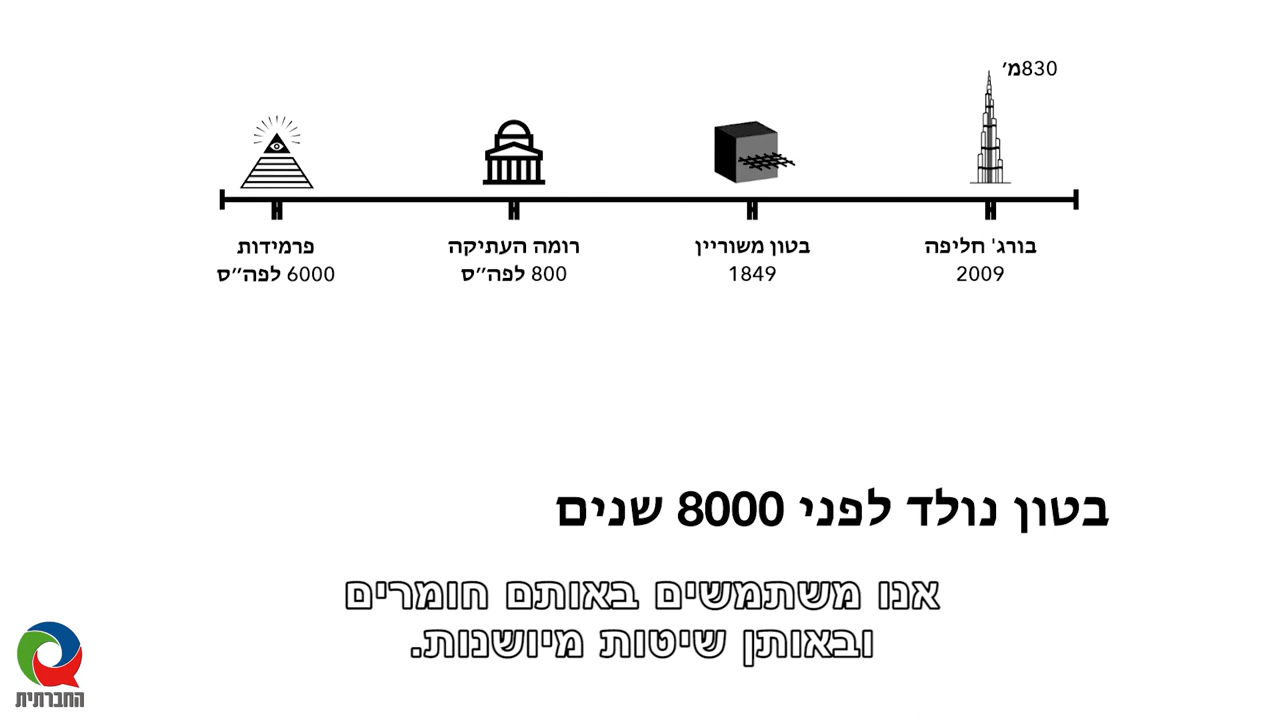 830מ׳
פרמידות
6000 לפה״ס
רומה העתיקה
800 לפה״ס
בטון משוריין
1849
בורג' חליפה
2009
בטון נולד לפני 8000 שנים
אנו משתמשים באותם חומרים
ובאותן שיטות מיושנות.
החברתית